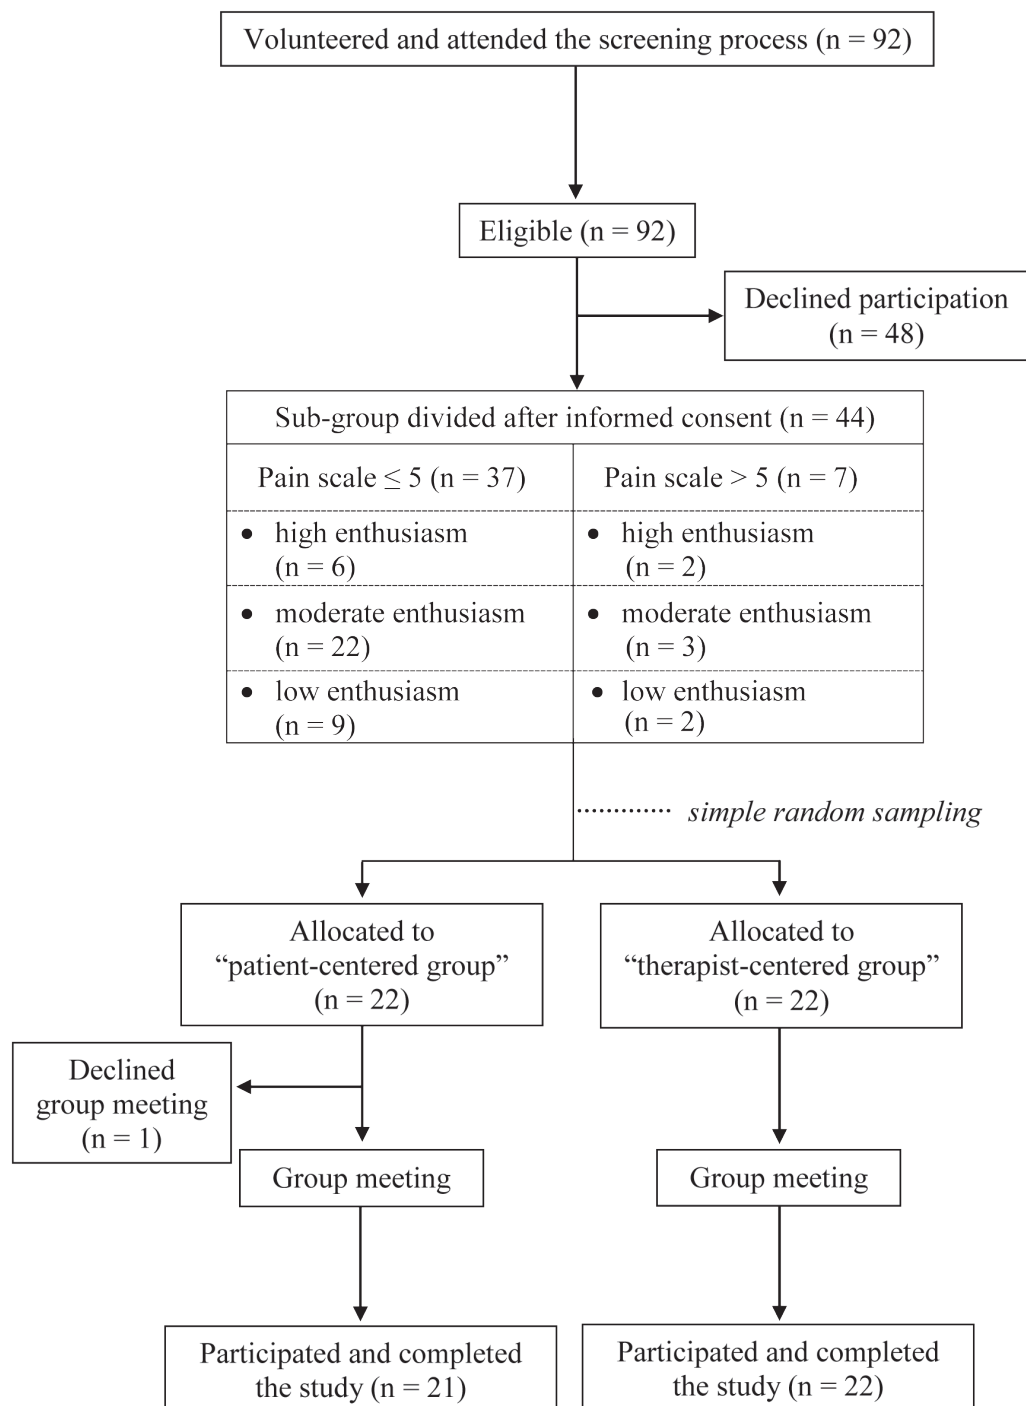 Volunteered and attended the screening process (n = 92)
Eligible (n = 92)
Declined participation
(n = 48)
Sub-group divided after informed consent (n = 44)
Pain scale ≤ 5 (n = 37)
Pain scale > 5 (n = 7)
• high enthusiasm
(n = 6)
• high enthusiasm
(n = 2)
• moderate enthusiasm
(n = 22)
• moderate enthusiasm
(n = 3)
• low enthusiasm
(n = 9)
• low enthusiasm
(n = 2)
simple random sampling
Allocated to
“patient-centered group”
(n = 22)
Allocated to
“therapist-centered group”
(n = 22)
Declined
group meeting
(n = 1)
Group meeting
Group meeting
Participated and completed
the study (n = 21)
Participated and completed
the study (n = 22)